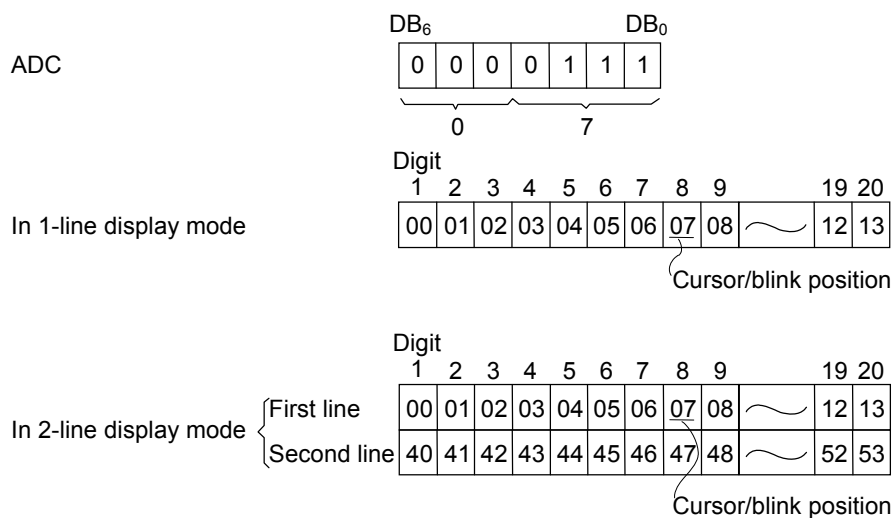 DB₆ DB₀
ADC 0 0 0 0 1 1 1
0 7
Digit
1 2 3 4 5 6 7 8 9 19 20
In 1-line display mode 00 01 02 03 04 05 06 07 08 12 13
Cursor/blink position
Digit
1 2 3 4 5 6 7 8 9 19 20
In 2-line display mode
First line 00 01 02 03 04 05 06 07 08 12 13
Second line 40 41 42 43 44 45 46 47 48 52 53
Cursor/blink position